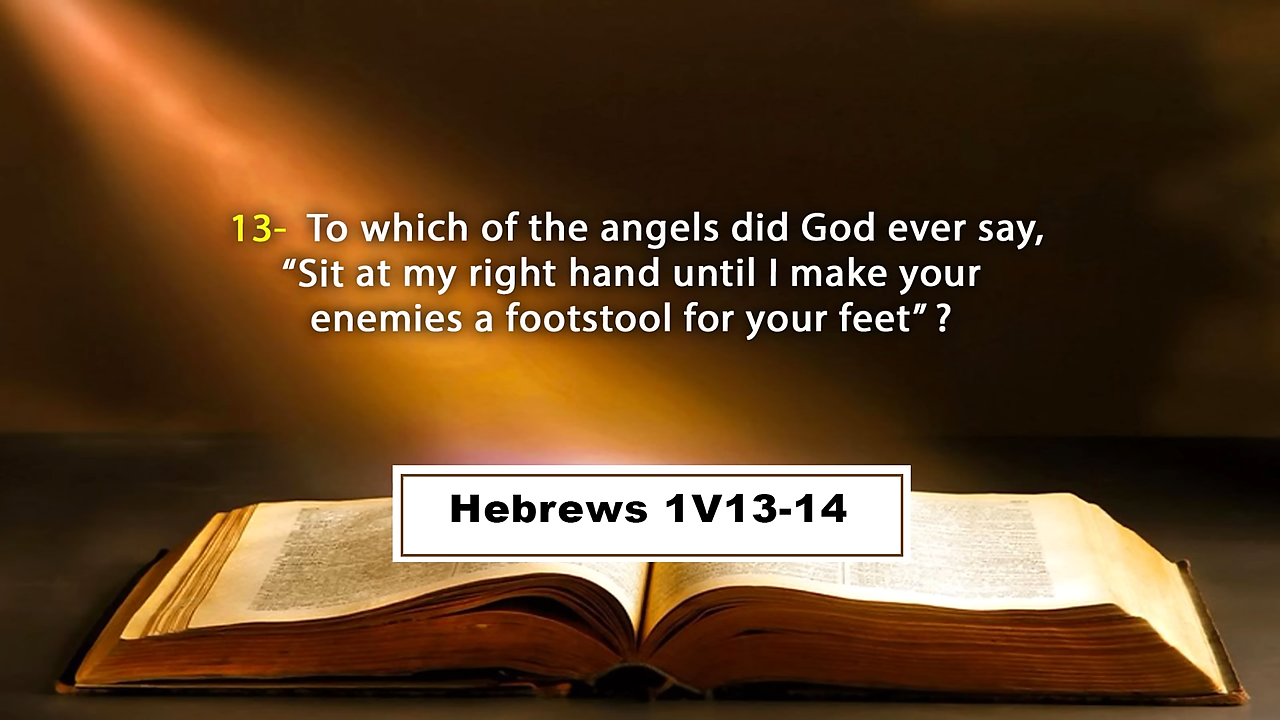 13- To which of the angels did God ever say,
“Sit at my right hand until I make your
enemies a footstool for your feet” ?
Hebrews 1V13-14